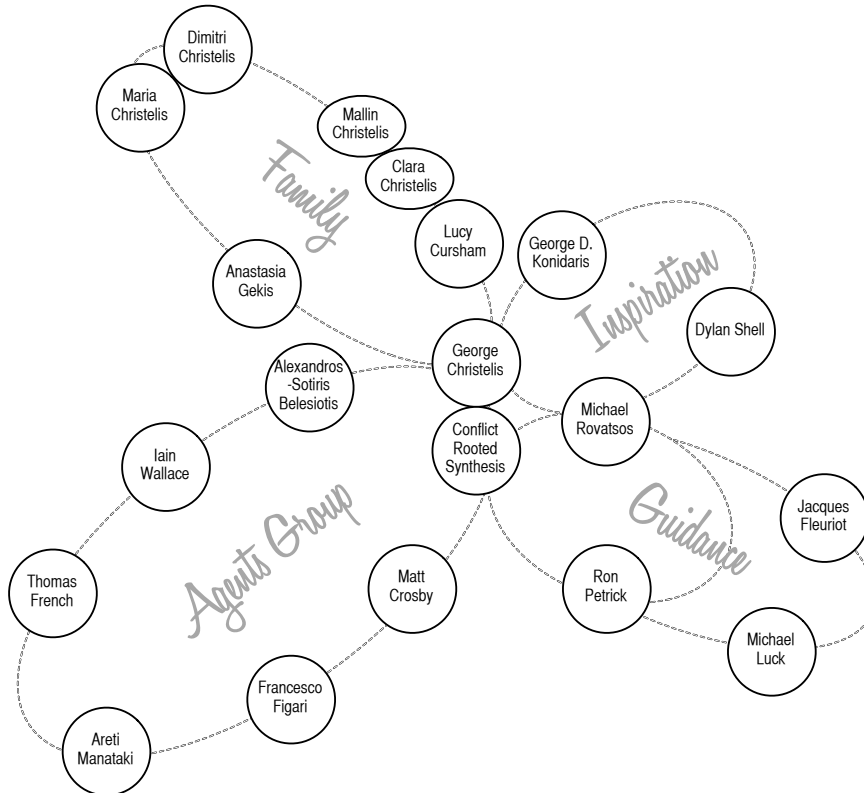 Dimitri
Christelis
Maria
Christelis
Mallin
Christelis
Clara
Christelis
Family
Lucy
Cursham
George D.
Konidaris
Anastasia
Gekis
Inspiration
Dylan Shell
George
Christelis
Alexandros
-Sotiris
Belesiotis
Michael
Rovatsos
Conflict
Rooted
Synthesis
Iain
Wallace
Jacques
Fleuriot
Agents Group
Guidance
Thomas
French
Matt
Crosby
Ron
Petrick
Michael
Luck
Francesco
Figari
Areti
Manataki